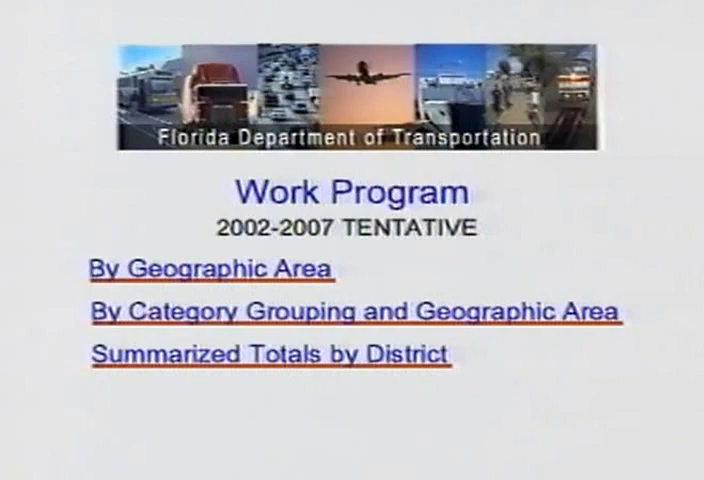 Florida Department of Transportation
Work Program
2002-2007 TENTATIVE
By Geographic Area
By Category Grouping and Geographic Area
Summarized Totals by District